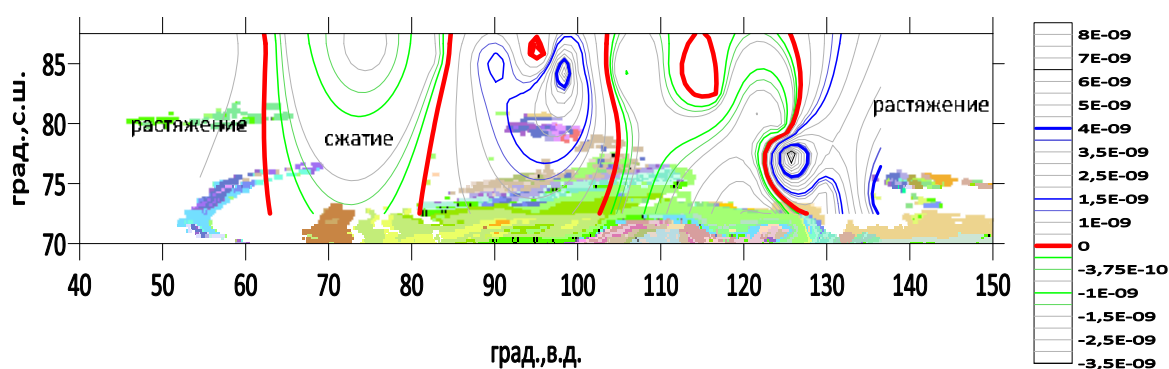 град.,с.ш.
85
80
75
70
растяжение
сжатие
растяжение
40 50 60 70 80 90 100 110 120 130 140 150
град.,в.д.
8E-09
7E-09
6E-09
5E-09
4E-09
3,5E-09
2,5E-09
1,5E-09
1E-09
0
-3,75E-10
-1E-09
-1,5E-09
-2,5E-09
-3,5E-09